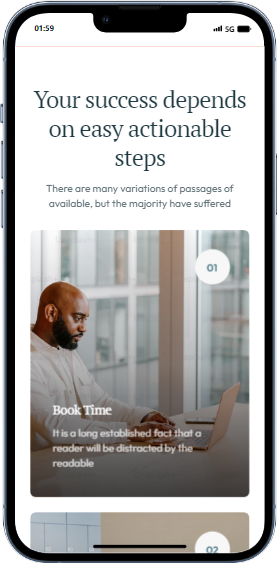 01:59
5G
Your success depends
on easy actionable
steps
There are many variations of passages of
available, but the majority have suffered
01
Book Time
It is a long established fact that a
reader will be distracted by the
readable
02